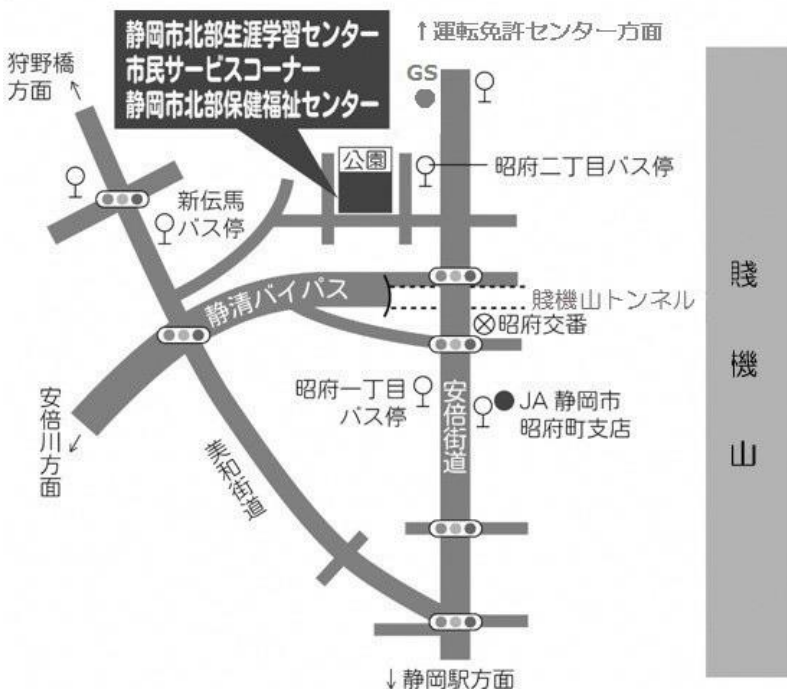 静岡市北部生涯学習センター
市民サービスコーナー
静岡市北部保健福祉センター
↑運転免許センター方面
狩野橋
方面
GS
公園
昭府二丁目バス停
新伝馬
バス停
静清バイパス
賤機山トンネル
昭府交番
賤機山
安倍川方面
昭府一丁目
バス停
安倍街道
JA 静岡市
昭府町支店
美和街道
↓静岡駅方面